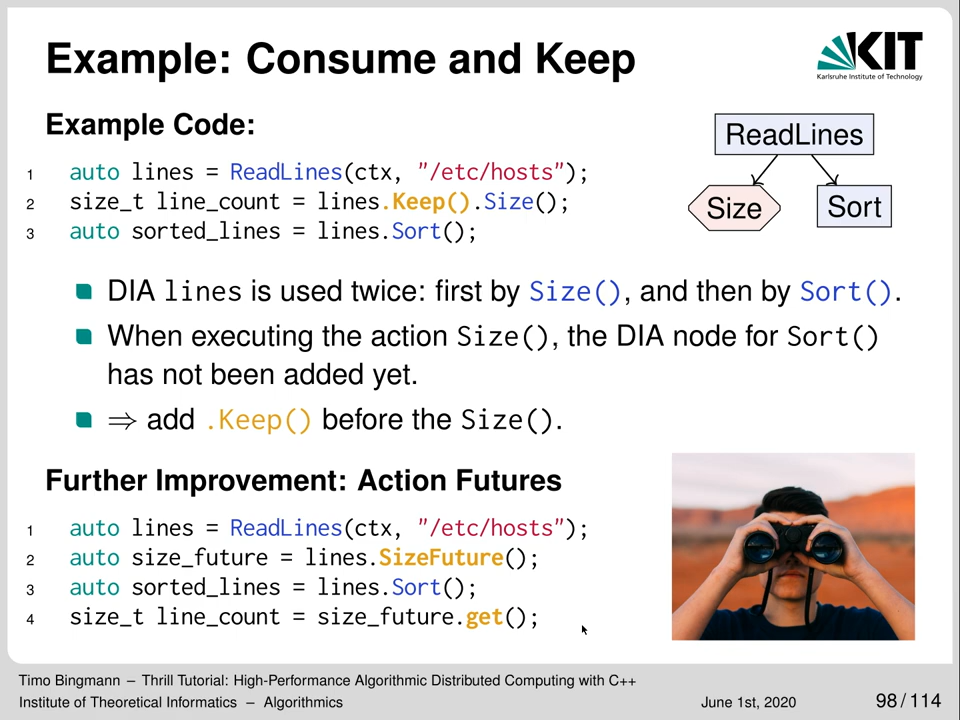 Example: Consume and Keep
KIT
Karlsruhe Institute of Technology
Example Code:
1 auto lines = ReadLines(ctx, "/etc/hosts");
2 size_t line_count = lines.Keep().Size();
3 auto sorted_lines = lines.Sort();
ReadLines
Size
Sort
DIA lines is used twice: first by Size(), and then by Sort().
When executing the action Size(), the DIA node for Sort()
has not been added yet.
⇒ add .Keep() before the Size().
Further Improvement: Action Futures
1 auto lines = ReadLines(ctx, "/etc/hosts");
2 auto size_future = lines.SizeFuture();
3 auto sorted_lines = lines.Sort();
4 size_t line_count = size_future.get();
Timo Bingmann – Thrill Tutorial: High-Performance Algorithmic Distributed Computing with C++
Institute of Theoretical Informatics – Algorithmics
June 1st, 2020
98 / 114